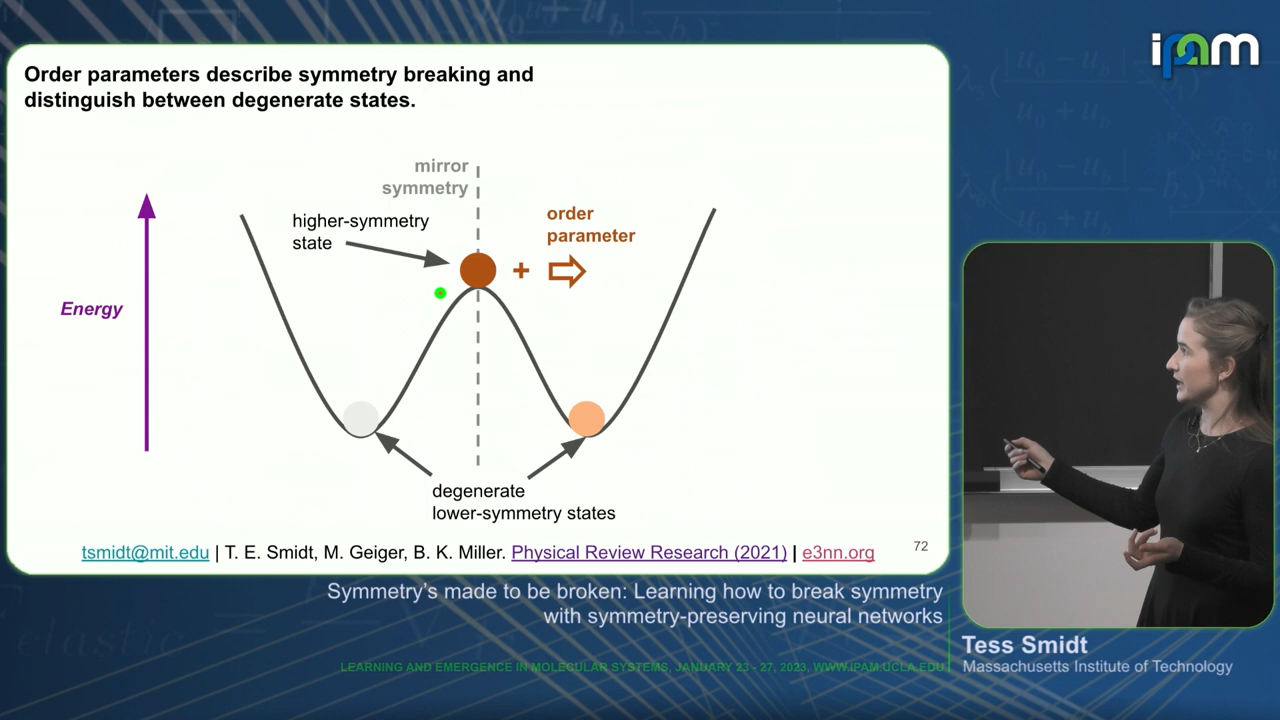 ipam
Order parameters describe symmetry breaking and
distinguish between degenerate states.
mirror
symmetry
higher-symmetry
state
order
parameter
+
Energy
degenerate
lower-symmetry states
tsmidt@mit.edu | T. E. Smidt, M. Geiger, B. K. Miller. Physical Review Research (2021) | e3nn.org
72
Symmetry's made to be broken: Learning how to break symmetry
with symmetry-preserving neural networks
Tess Smidt
Massachusetts Institute of Technology
LEARNING AND EMERGENCE IN MOLECULAR SYSTEMS, JANUARY 23 - 27, 2023, WWW.IPAM.UCLA.EDU
elastic